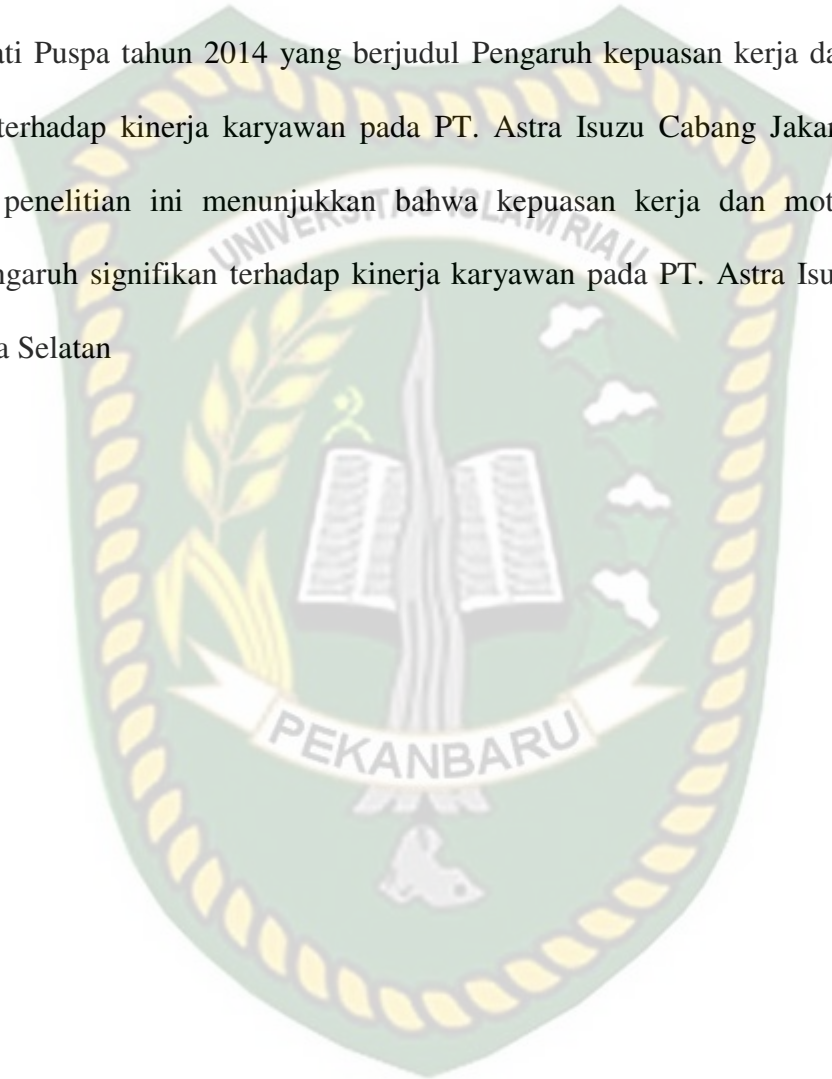 ati Puspa tahun 2014 yang berjudul Pengaruh kepuasan kerja da
terhadap kinerja karyawan pada PT. Astra Isuzu Cabang Jakar
penelitian ini menunjukkan bahwa kepuasan kerja dan mot
ngaruh signifikan terhadap kinerja karyawan pada PT. Astra Isu
a Selatan
UNIVERSITAS ISLAM RIAU
PEKANBARU